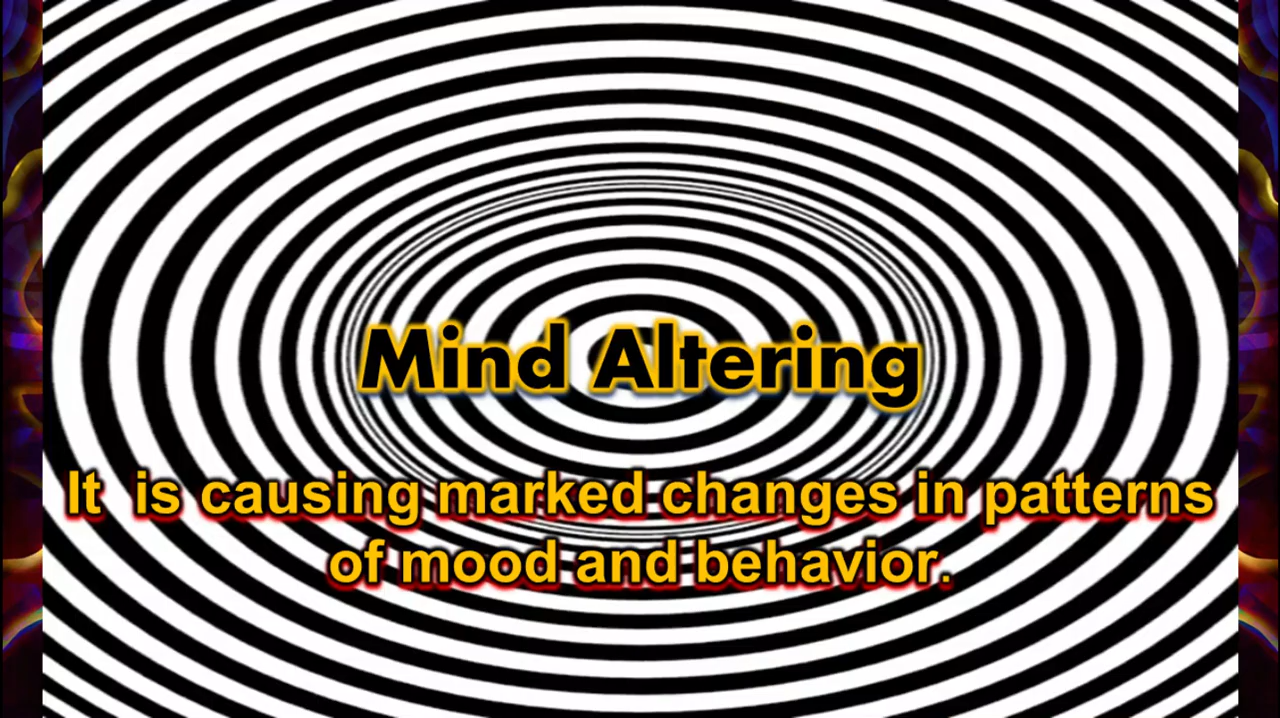 Mind Altering
It  is causing marked changes in patterns
of mood and behavior.